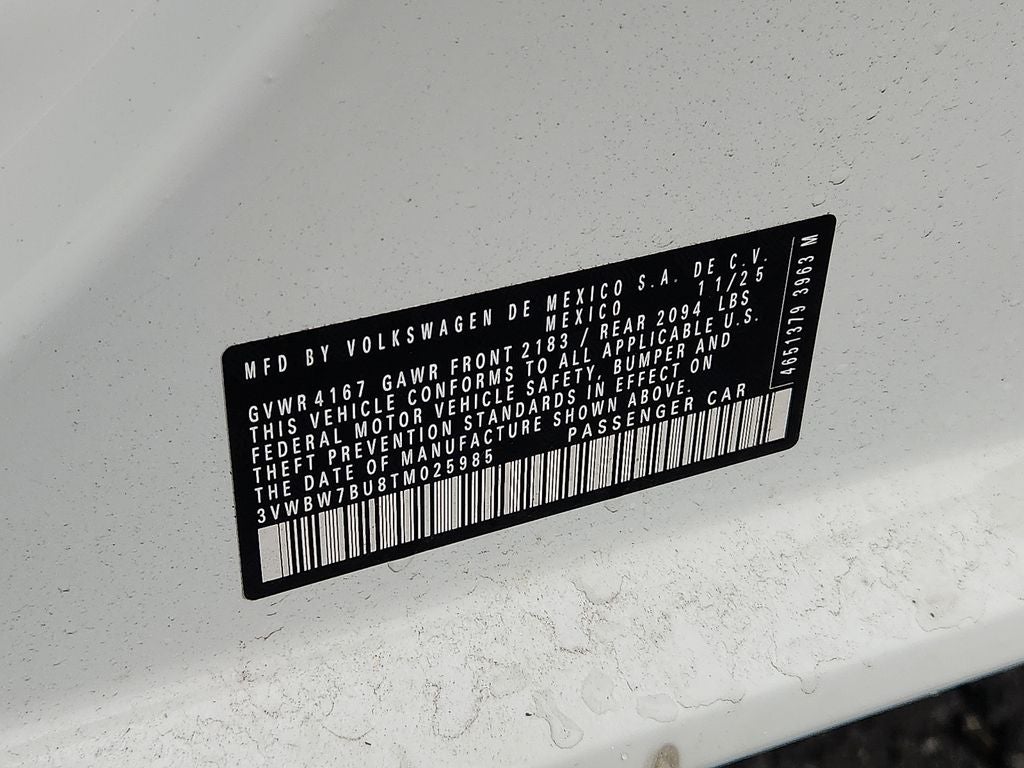 MFD BY VOLKSWAGEN DE MEXICO S.A. DE C.V.
MEXICO 11/25
GVWR 4167 GAWR FRONT 2183 / REAR 2094 LBS
THIS VEHICLE CONFORMS TO ALL APPLICABLE U.S.
FEDERAL MOTOR VEHICLE SAFETY, BUMPER AND
THEFT PREVENTION STANDARDS IN EFFECT ON
THE DATE OF MANUFACTURE SHOWN ABOVE.
3VWBW7BU8TM025985 PASSENGER CAR
4651379 3963 M